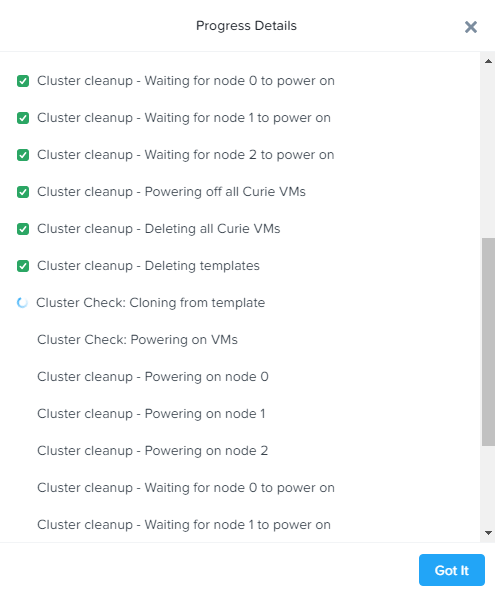 Progress Details
Cluster cleanup - Waiting for node 0 to power on
Cluster cleanup - Waiting for node 1 to power on
Cluster cleanup - Waiting for node 2 to power on
Cluster cleanup - Powering off all Curie VMs
Cluster cleanup - Deleting all Curie VMs
Cluster cleanup - Deleting templates
Cluster Check: Cloning from template
Cluster Check: Powering on VMs
Cluster cleanup - Powering on node 0
Cluster cleanup - Powering on node 1
Cluster cleanup - Powering on node 2
Cluster cleanup - Waiting for node 0 to power on
Cluster cleanup - Waiting for node 1 to power on
Got It